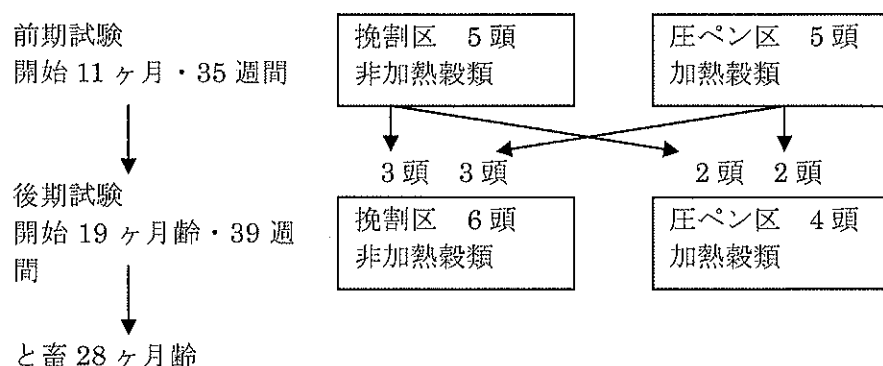 前期試験
開始 11 ヶ月・35 週間
挽割区　5 頭
非加熱穀類
圧ペン区　5 頭
加熱穀類
3 頭　3 頭
2 頭　2 頭
後期試験
開始 19 ヶ月齢・39 週
間
挽割区　6 頭
非加熱穀類
圧ペン区　4 頭
加熱穀類
と畜 28 ヶ月齢